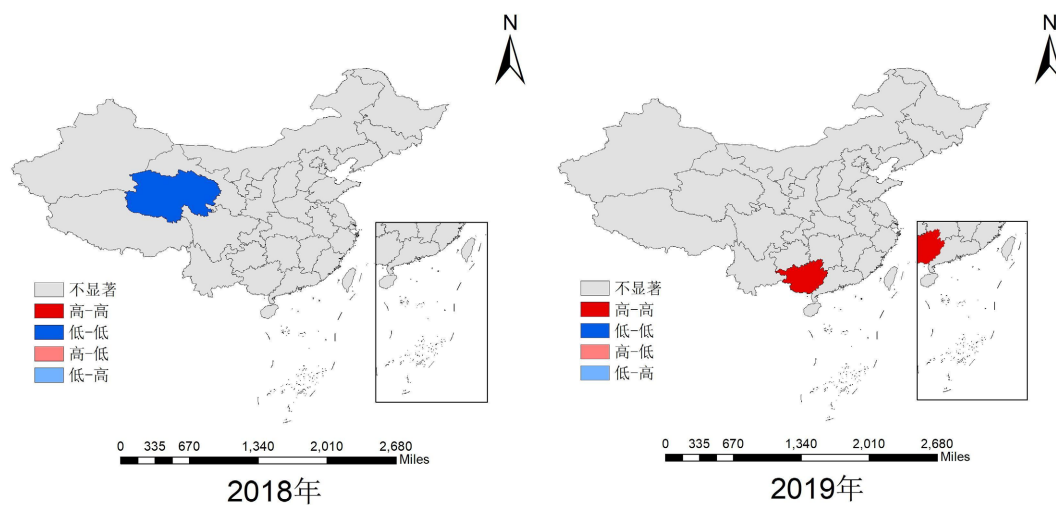 N
不显著
高-高
低-低
高-低
低-高
0 335 670 1,340 2,010 2,680
Miles
2018年
N
不显著
高-高
低-低
高-低
低-高
0 335 670 1,340 2,010 2,680
Miles
2019年